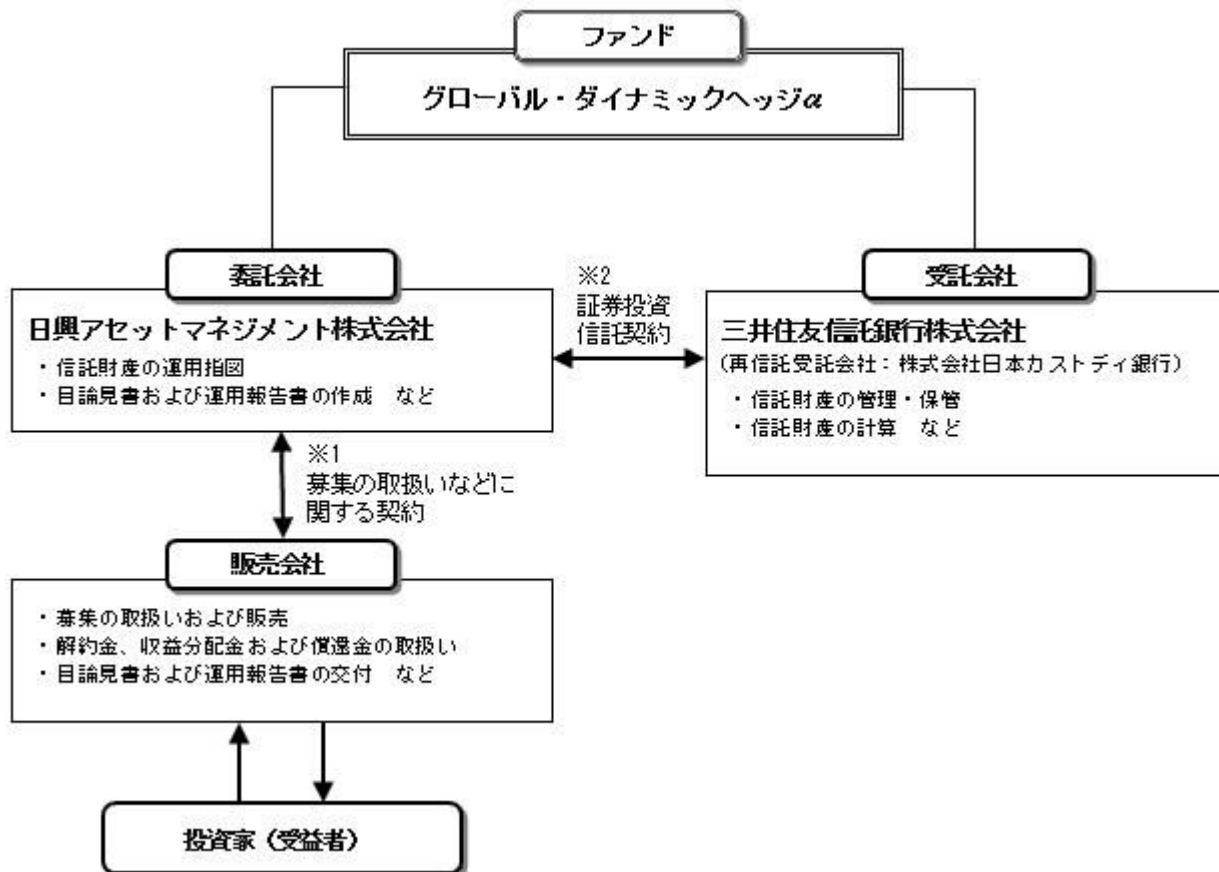 ファンド
グローバル・ダイナミックヘッジα
委託会社
日興アセットマネジメント株式会社
・信託財産の運用指図
・目論見書および運用報告書の作成　など
※2
証券投資
信託契約
受託会社
三井住友信託銀行株式会社
(再信託受託会社：株式会社日本カストディ銀行)
・信託財産の管理・保管
・信託財産の計算　など
※1
募集の取扱いなどに
関する契約
販売会社
・募集の取扱いおよび販売
・解約金、収益分配金および償還金の取扱い
・目論見書および運用報告書の交付　など
投資家（受益者）